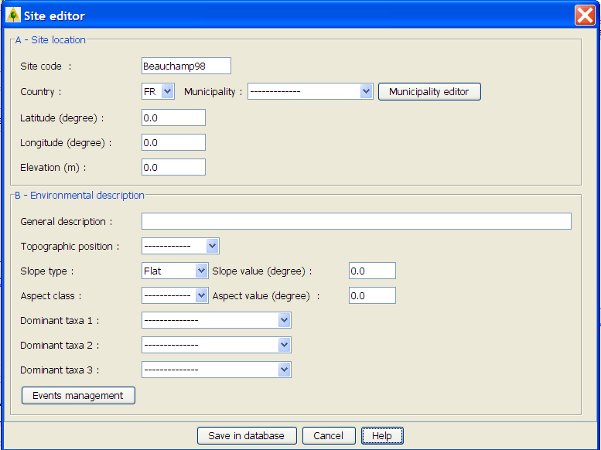 Site editor
A - Site location
Site code : Beauchamp98
Country : FR Municipality : ------------- Municipality editor
Latitude (degree) : 0.0
Longitude (degree) : 0.0
Elevation (m) : 0.0
B - Environmental description
General description :
Topographic position : ------------
Slope type : Flat Slope value (degree) : 0.0
Aspect class : ------------ Aspect value (degree) : 0.0
Dominant taxa 1 : --------------
Dominant taxa 2 : --------------
Dominant taxa 3 : --------------
Events management
Save in database Cancel Help